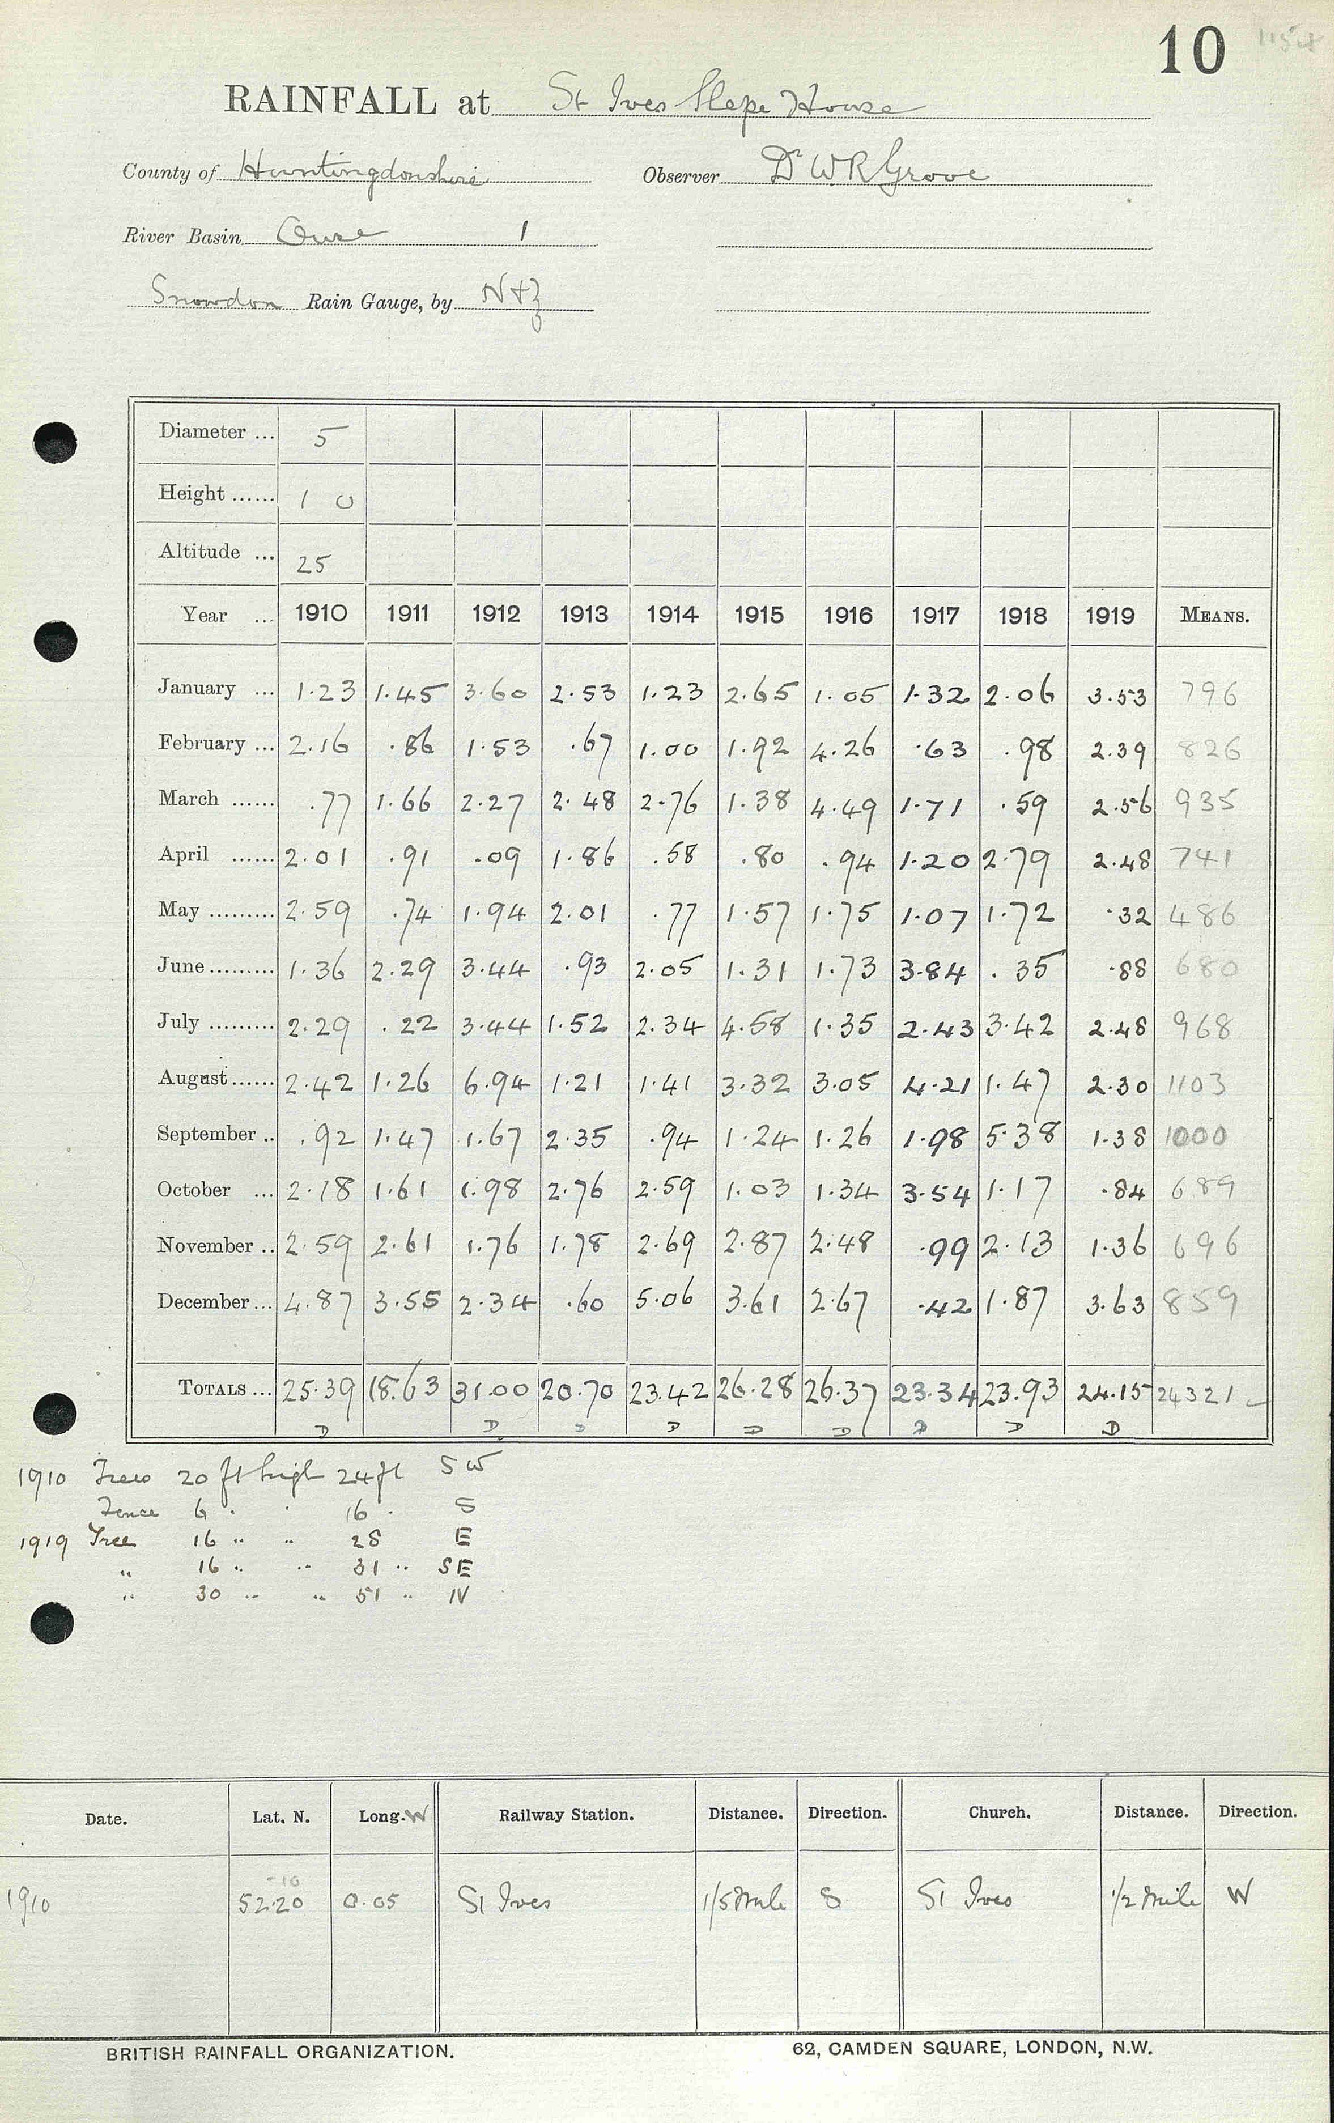 10
RAINFALL at St Ives Slepe House
County of Huntingdonshire Observer Dr W R Grove
River Basin Ouse 1
Snowdon Rain Gauge, by N+Z
Diameter ... 5
Height ...... 1 0
Altitude ... 25
Year ... 1910 1911 1912 1913 1914 1915 1916 1917 1918 1919 MEANS.
January ... 1.23 1.45 3.60 2.53 1.23 2.65 1.05 1.32 2.06 3.53 796
February ... 2.16 .86 1.53 .67 1.00 1.92 4.26 .63 .98 2.39 826
March ...... .77 1.66 2.27 2.48 2.76 1.38 4.49 1.71 .59 2.56 935
April ...... 2.01 .91 .09 1.86 .58 .80 .94 1.20 2.79 2.48 741
May ......... 2.59 .74 1.94 2.01 .77 1.57 1.75 1.07 1.72 .32 486
June ......... 1.36 2.29 3.44 .93 2.05 1.31 1.73 3.84 .35 .88 680
July ......... 2.29 .22 3.44 1.52 2.34 4.58 1.35 2.43 3.42 2.48 968
August ...... 2.42 1.26 6.94 1.21 1.41 3.32 3.05 4.21 1.47 2.30 1103
September .. .92 1.47 1.67 2.35 .94 1.24 1.26 1.98 5.38 1.38 1000
October ... 2.18 1.61 1.98 2.76 2.59 1.03 1.34 3.54 1.17 .84 689
November .. 2.59 2.61 1.76 1.78 2.69 2.87 2.48 .99 2.13 1.36 696
December ... 4.87 3.55 2.34 .60 5.06 3.61 2.67 .42 1.87 3.63 859
TOTALS ... 25.39 18.63 31.00 20.70 23.42 26.28 26.37 23.34 23.93 24.15 24321
D D D D D D D D D
1910 Trees 20 ft high 24 ft SW
Fence 6 " 16 " S
1919 Tree 16 " " 28 E
" 16 " " 31 " SE
" 30 " " 51 " N
Date. Lat. N. Long. W Railway Station. Distance. Direction. Church. Distance. Direction.
1910 52.20 0.05 St Ives 1/5 Mile S St Ives 1/2 Mile W
BRITISH RAINFALL ORGANIZATION. 62, CAMDEN SQUARE, LONDON, N.W.